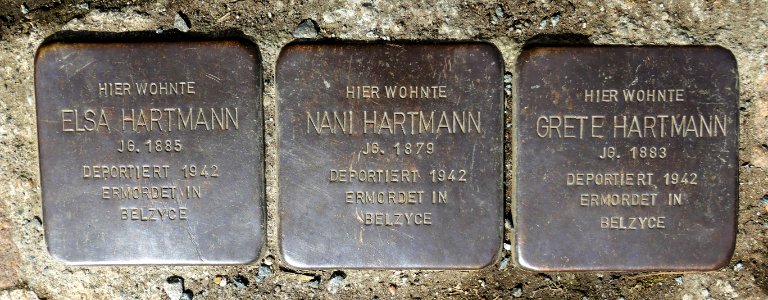 HIER WOHNTE
ELSA HARTMANN
JG. 1885
DEPORTIERT 1942
ERMORDET IN
BELZYCE
HIER WOHNTE
NANI HARTMANN
JG. 1879
DEPORTIERT 1942
ERMORDET IN
BELZYCE
HIER WOHNTE
GRETE HARTMANN
JG. 1883
DEPORTIERT 1942
ERMORDET IN
BELZYCE